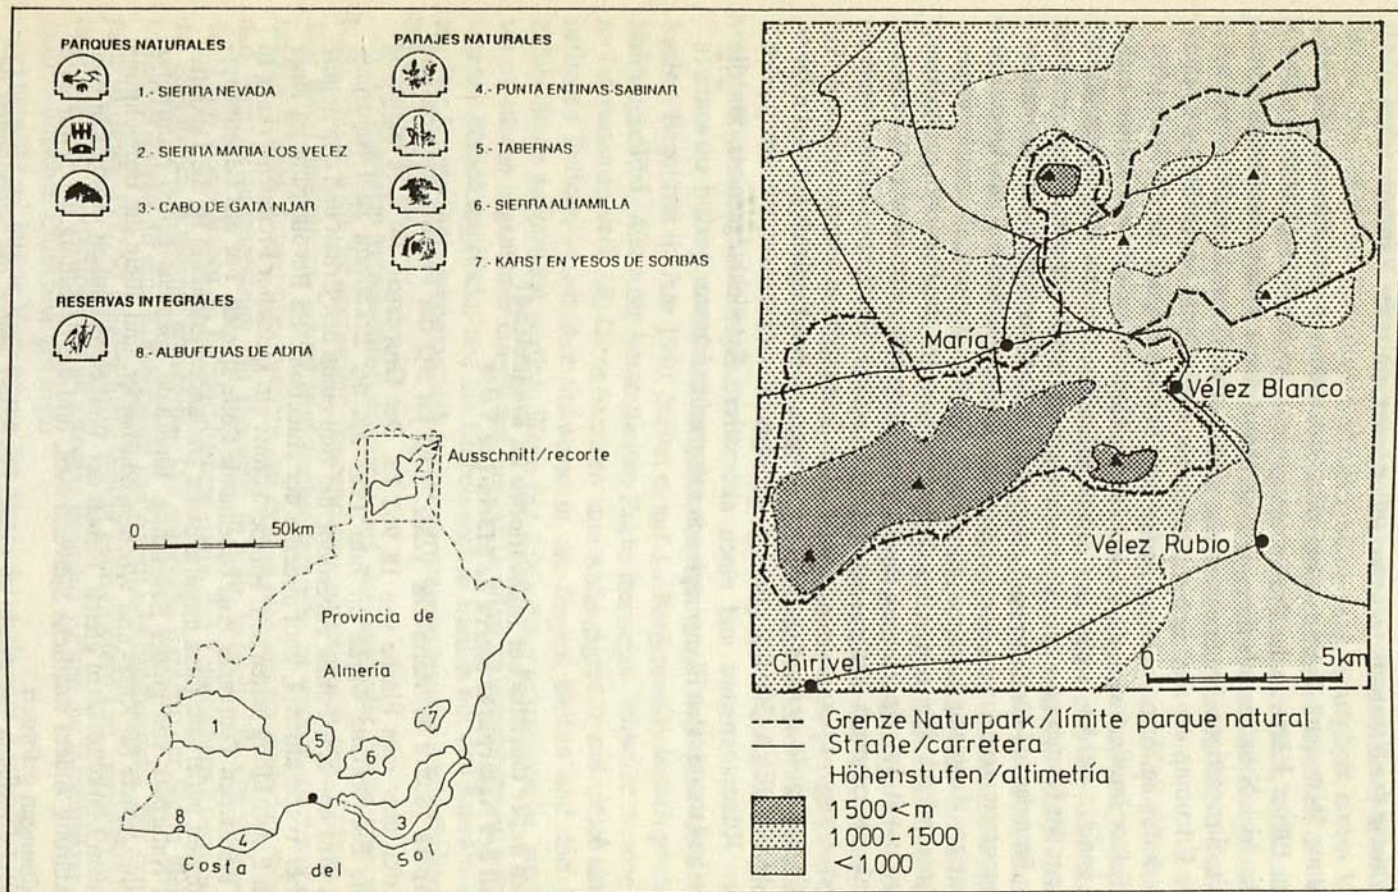 PARQUES NATURALES
1.- SIERRA NEVADA
2.- SIERRA MARIA LOS VELEZ
3.- CABO DE GATA NIJAR
PARAJES NATURALES
4.- PUNTA ENTINAS-SABINAR
5.- TABERNAS
6.- SIERRA ALHAMILLA
7.- KARST EN YESOS DE SORBAS
RESERVAS INTEGRALES
8.- ALBUFERAS DE ADRA
2
Ausschnitt/recorte
0 50km
Provincia de
Almería
1
5
6
7
3
8
4
Costa del Sol
María
Vélez Blanco
Vélez Rubio
Chirivel
0 5km
Grenze Naturpark/límite parque natural
Straße/carretera
Höhenstufen/altimetría
1500<m
1000-1500
<1000